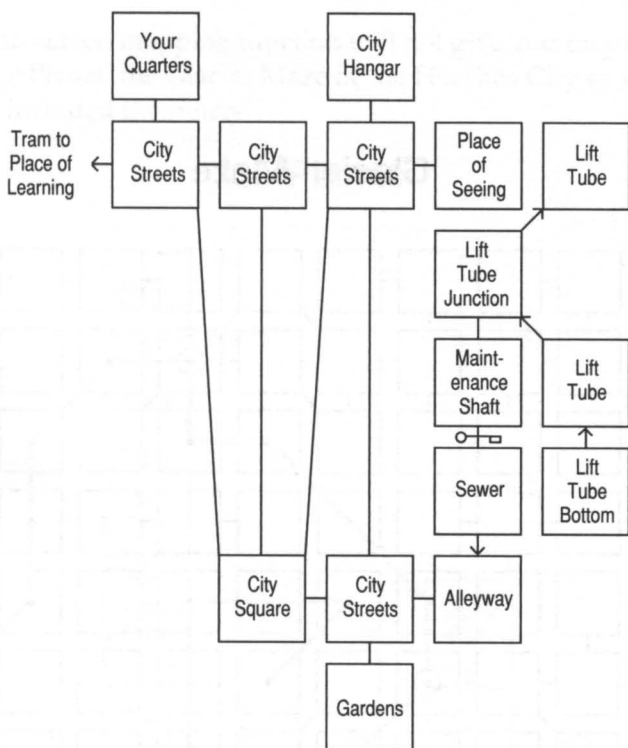 Your
Quarters
City
Hangar
Tram to
Place of
Learning
City
Streets
City
Streets
City
Streets
Place
of
Seeing
Lift
Tube
Lift
Tube
Junction
Maint-
enance
Shaft
Lift
Tube
Sewer
Lift
Tube
Bottom
City
Square
City
Streets
Alleyway
Gardens